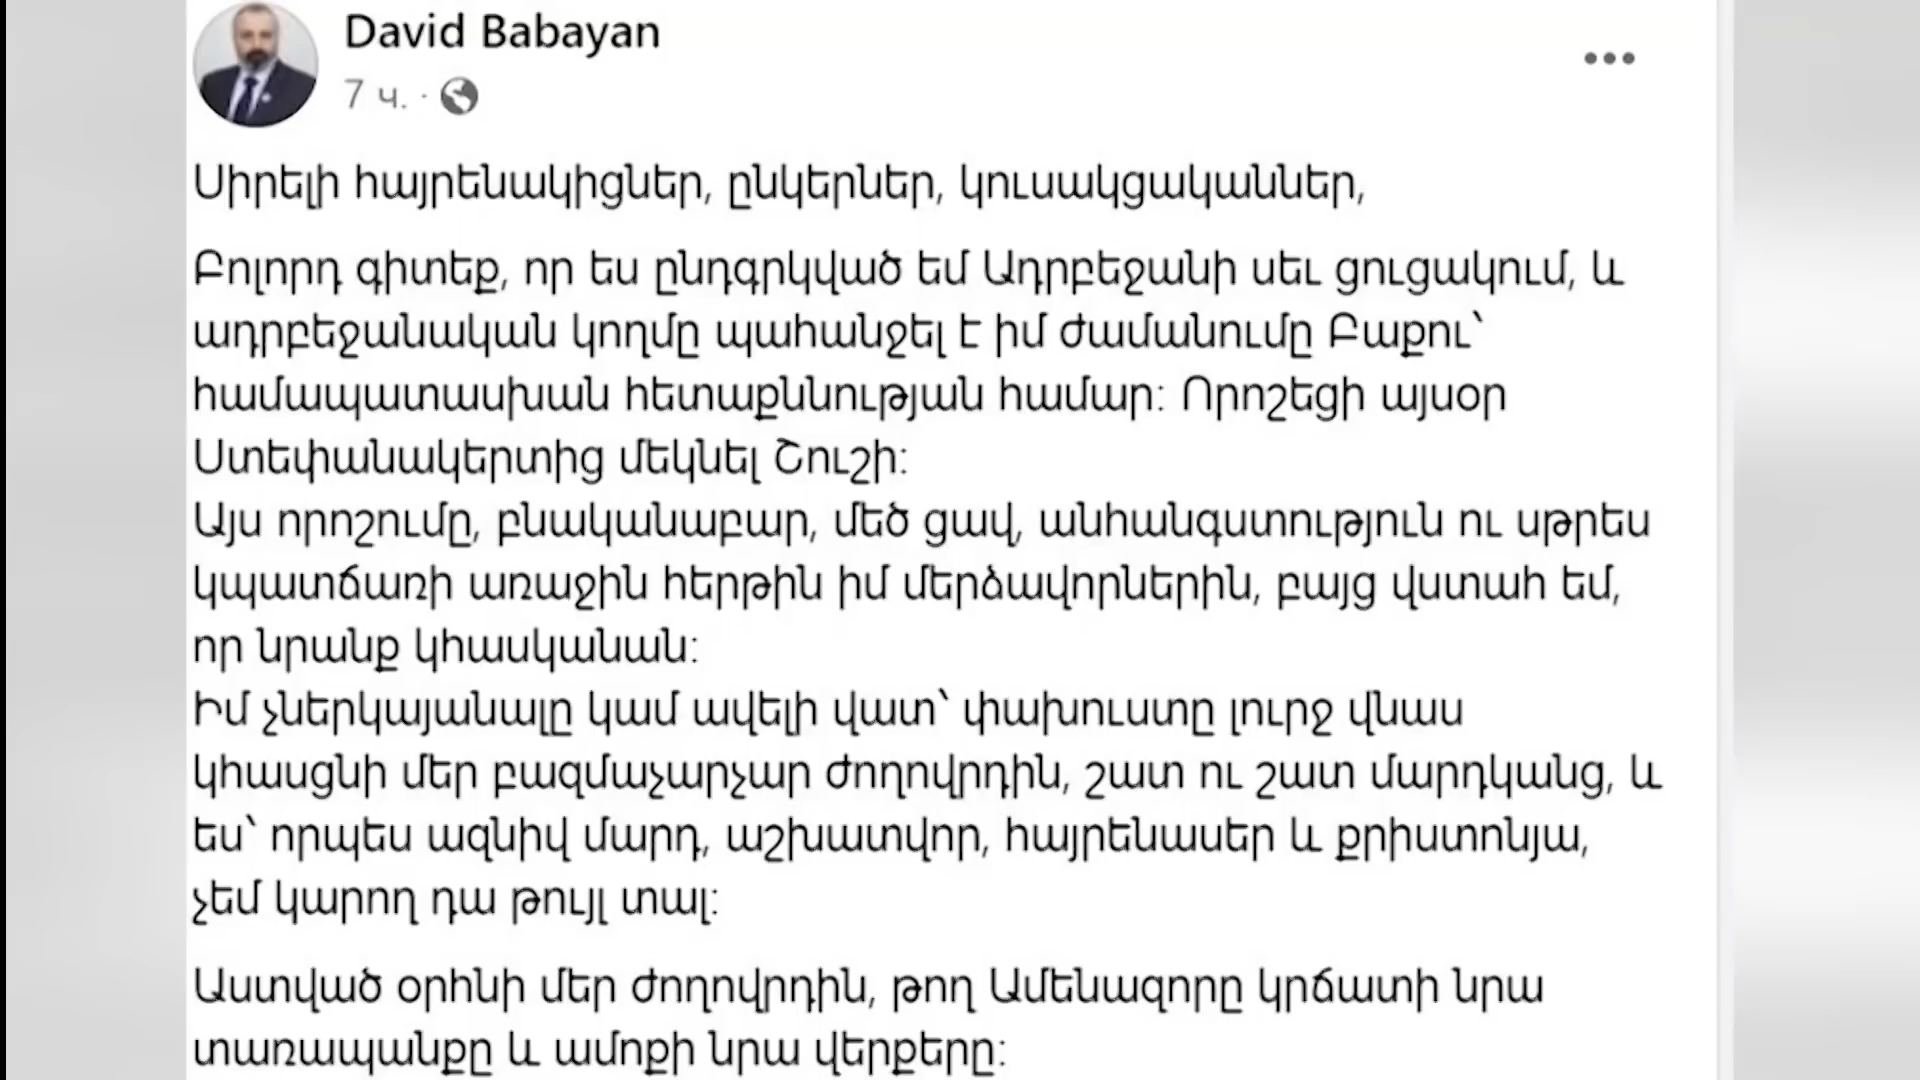 David Babayan
7 ч. ·
Սիրելի հայրենակիցներ, ընկերներ, կուսակցականներ,
Բոլորդ գիտեք, որ ես ընդգրկված եմ Ադրբեջանի սեւ ցուցակում, և
ադրբեջանական կողմը պահանջել է իմ ժամանումը Բաքու՝
համապատասխան հետաքննության համար։ Որոշեցի այսօր
Ստեփանակերտից մեկնել Շուշի։
Այս որոշումը, բնականաբար, մեծ ցավ, անհանգստություն ու սթրես
կպատճառի առաջին հերթին իմ մերձավորներին, բայց վստահ եմ,
որ նրանք կհասկանան։
Իմ չներկայանալը կամ ավելի վատ՝ փախուստը լուրջ վնաս
կհասցնի մեր բազմաչարչար ժողովրդին, շատ ու շատ մարդկանց, և
ես՝ որպես ազնիվ մարդ, աշխատվոր, հայրենասեր և քրիստոնյա,
չեմ կարող դա թույլ տալ։
Աստված օրհնի մեր ժողովրդին, թող Ամենազորը կրճատի նրա
տառապանքը և ամոքի նրա վերքերը։